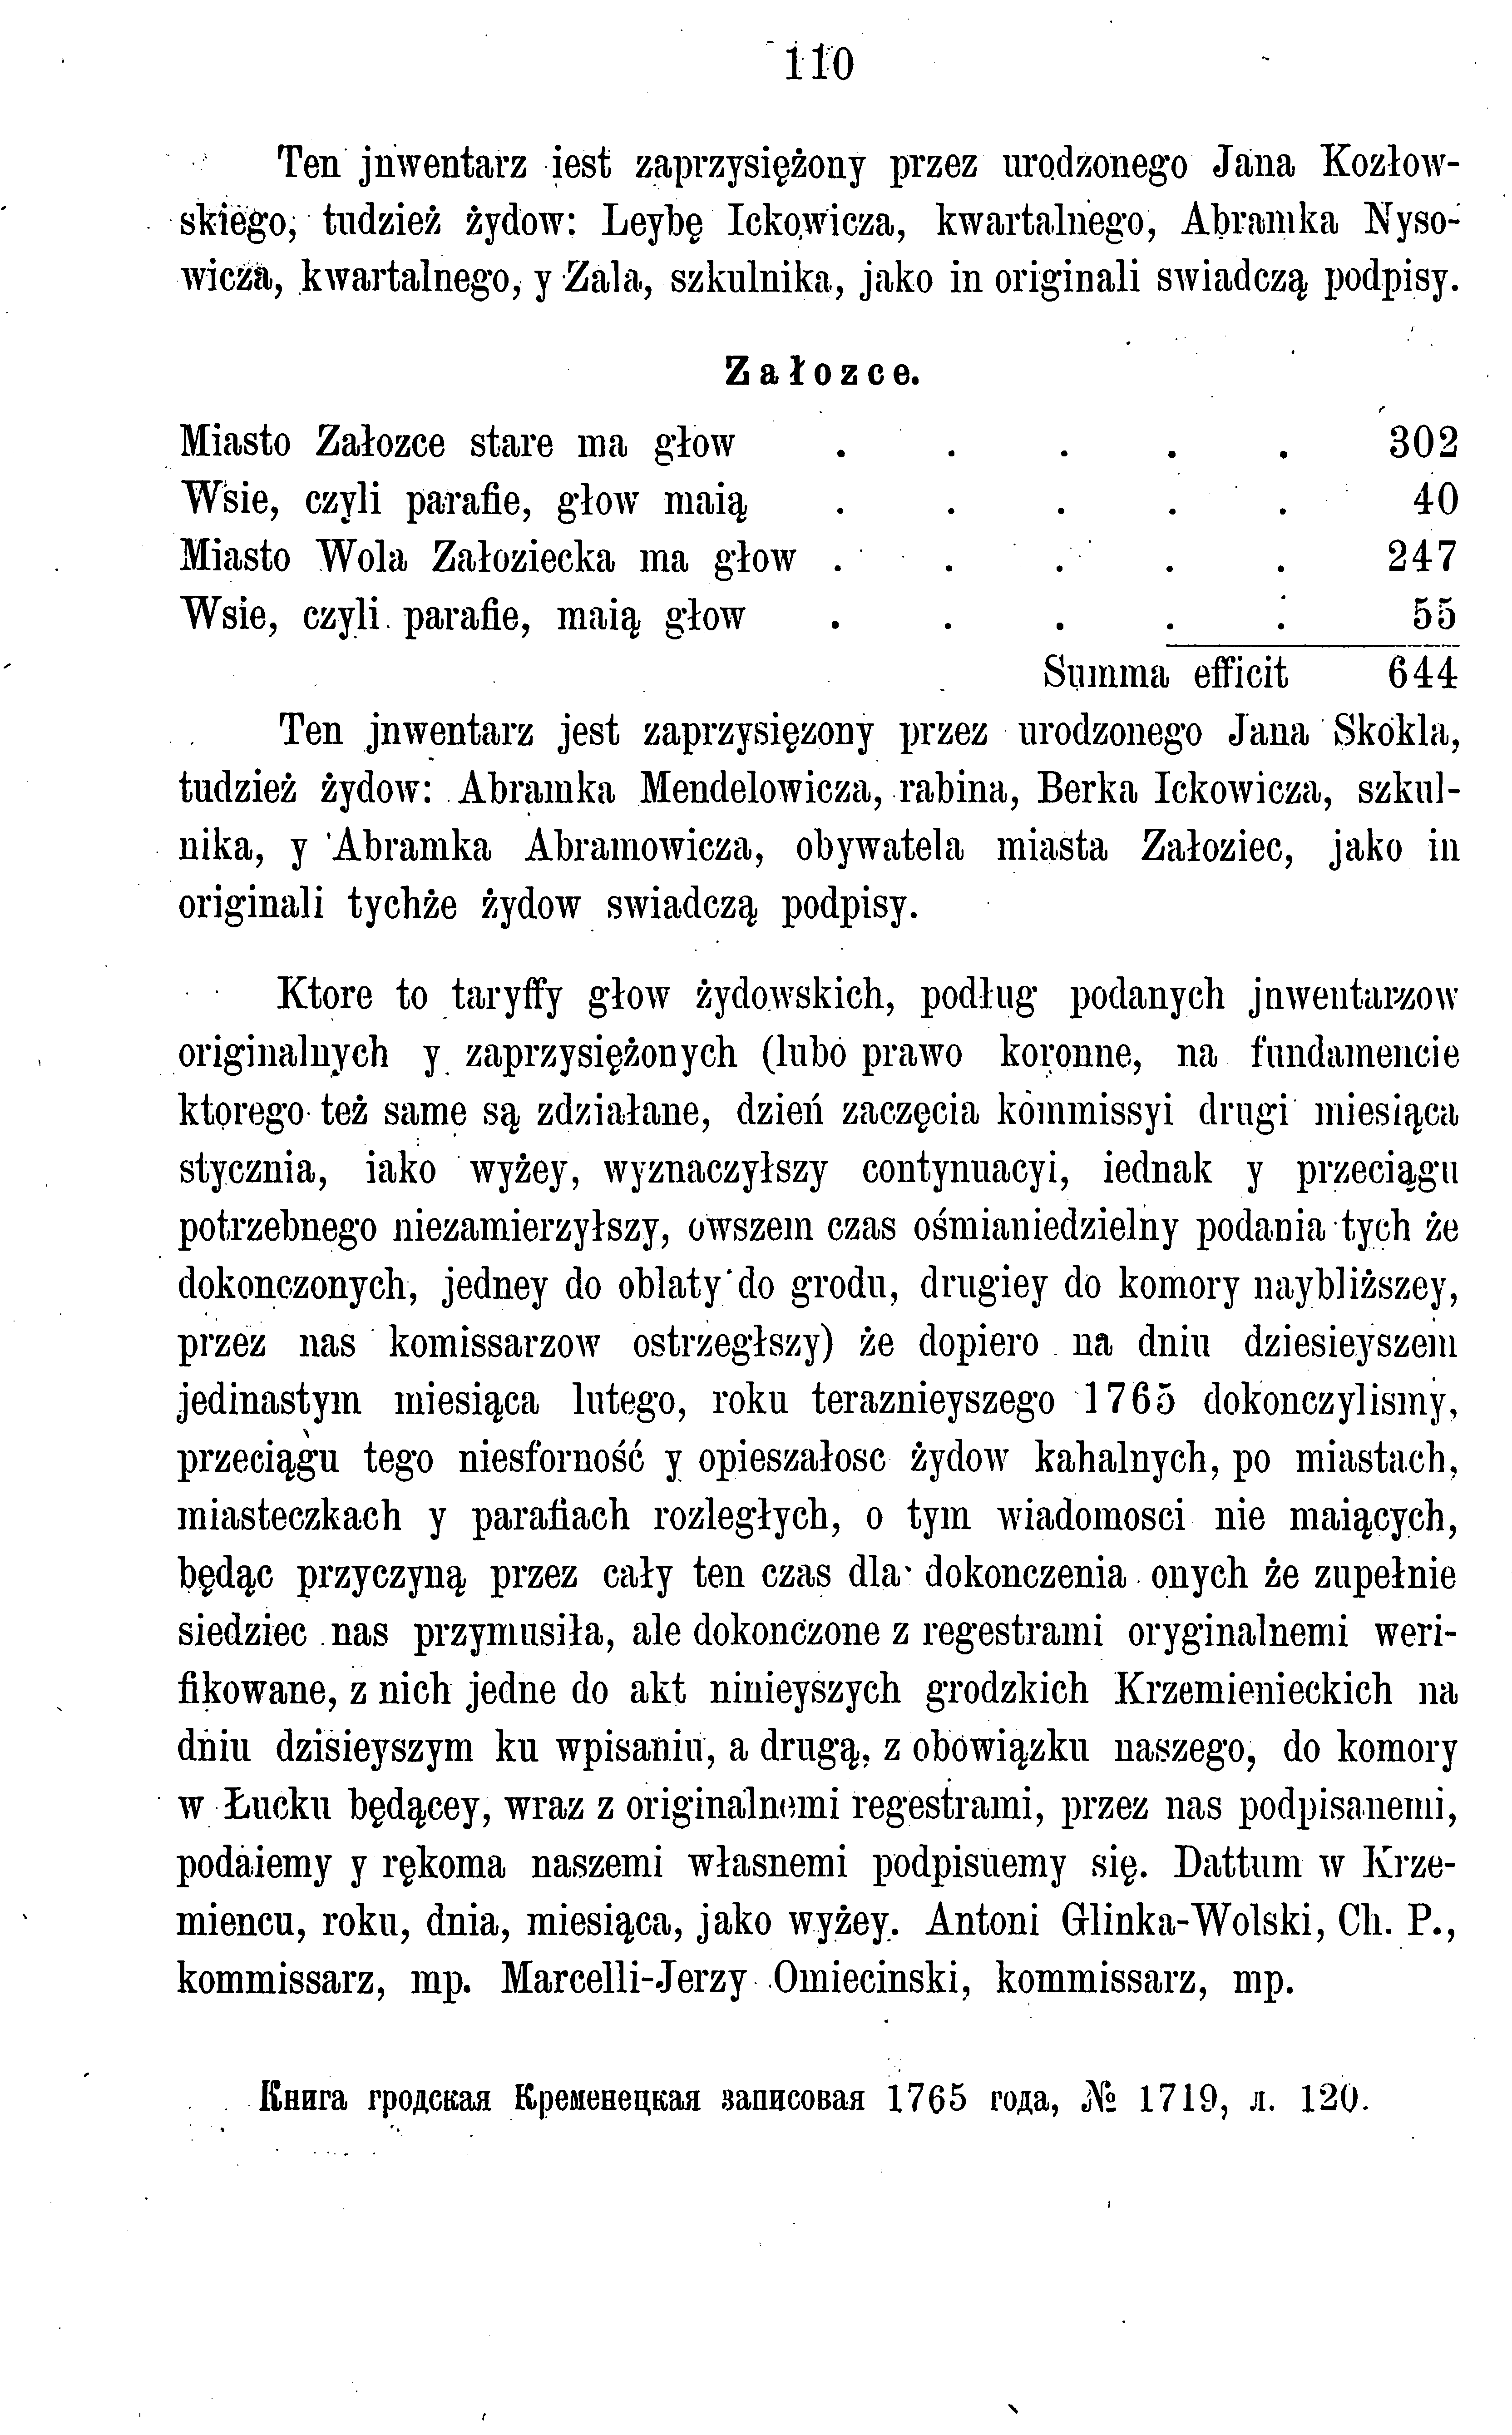 110
Ten jnwentarz iest zaprzysiężony przez urodzonego Jana Kozłow-
skiego, tudzież żydow: Leybę Ickowicza, kwartalnego, Abramka Nyso-
wicza, kwartalnego, y Zala, szkulnika, jako in originali swiadczą podpisy.
Załozce.
Miasto Załozce stare ma głow . . . . . 302
Wsie, czyli parafie, głow maią . . . . . 40
Miasto Wola Załoziecka ma głow . . . . . 247
Wsie, czyli parafie, maią głow . . . . . 55
Summa efficit 644
Ten jnwentarz jest zaprzysięzony przez urodzonego Jana Skokla,
tudzież żydow: Abramka Mendelowicza, rabina, Berka Ickowicza, szkul-
nika, y Abramka Abramowicza, obywatela miasta Załoziec, jako in
originali tychże żydow swiadczą podpisy.
Ktore to taryffy głow żydowskich, podług podanych jnwentarzow
originalnych y zaprzysiężonych (lubo prawo koronne, na fundamencie
ktorego też same są zdziałane, dzień zaczęcia kommissyi drugi miesiąca
stycznia, iako wyżey, wyznaczyłszy contynuacyi, iednak y przeciągu
potrzebnego niezamierzyłszy, owszem czas ośmianiedzielny podania tych że
dokonczonych, jedney do oblaty do grodu, drugiey do komory naybliższey,
przez nas komissarzow ostrzegłszy) że dopiero na dniu dziesieyszem
jedinastym miesiąca lutego, roku teraznieyszego 1765 dokonczylismy,
przeciągu tego niesforność y opieszałosc żydow kahalnych, po miastach,
miasteczkach y parafiach rozległych, o tym wiadomosci nie maiących,
będąc przyczyną przez cały ten czas dla dokonczenia onych że zupełnie
siedziec nas przymusiła, ale dokonczone z regestrami oryginalnemi weri-
fikowane, z nich jedne do akt ninieyszych grodzkich Krzemienieckich na
dniu dzisieyszym ku wpisaniu, a drugą, z obowiązku naszego, do komory
w Łucku będącey, wraz z originalnemi regestrami, przez nas podpisanemi,
podaiemy y rękoma naszemi własnemi podpisuemy się. Dattum w Krze-
miencu, roku, dnia, miesiąca, jako wyżey. Antoni Glinka-Wolski, Ch. P.,
kommissarz, mp. Marcelli-Jerzy Omiecinski, kommissarz, mp.
Книга гродская Кременецкая записовая 1765 года, № 1719, л. 120.